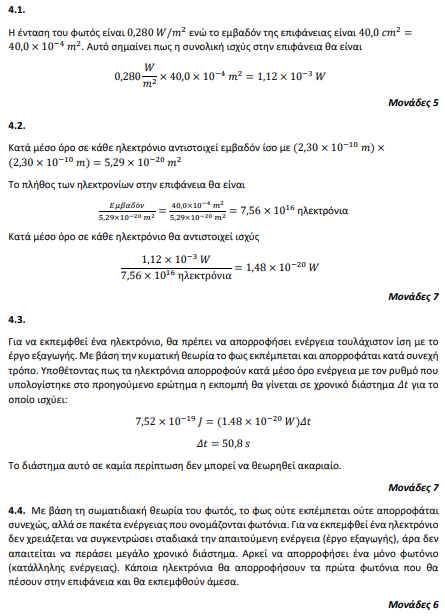 4.1.
Η ένταση του φωτός είναι 0,280 W/m² ενώ το εμβαδόν της επιφάνειας είναι 40,0 cm² =
40,0 × 10⁻⁴ m². Αυτό σημαίνει πως η συνολική ισχύς στην επιφάνεια θα είναι
0,280 W/m² × 40,0 × 10⁻⁴ m² = 1,12 × 10⁻³ W
Μονάδες 5
4.2.
Κατά μέσο όρο σε κάθε ηλεκτρόνιο αντιστοιχεί εμβαδόν ίσο με (2,30 × 10⁻¹⁰ m) ×
(2,30 × 10⁻¹⁰ m) = 5,29 × 10⁻²⁰ m²
Το πλήθος των ηλεκτρονίων στην επιφάνεια θα είναι
Εμβαδόν / 5,29×10⁻²⁰ m² = 40,0×10⁻⁴ m² / 5,29×10⁻²⁰ m² = 7,56 × 10¹⁶ ηλεκτρόνια
Κατά μέσο όρο σε κάθε ηλεκτρόνιο θα αντιστοιχεί ισχύς
1,12 × 10⁻³ W / 7,56 × 10¹⁶ ηλεκτρόνια = 1,48 × 10⁻²⁰ W
Μονάδες 7
4.3.
Για να εκπεμφθεί ένα ηλεκτρόνιο, θα πρέπει να απορροφήσει ενέργεια τουλάχιστον ίση με το
έργο εξαγωγής. Με βάση την κυματική θεωρία το φως εκπέμπεται και απορροφάται κατά συνεχή
τρόπο. Υποθέτοντας πως τα ηλεκτρόνια απορροφούν κατά μέσο όρο ενέργεια με τον ρυθμό που
υπολογίστηκε στο προηγούμενο ερώτημα η εκπομπή θα γίνεται σε χρονικό διάστημα Δt για το
οποίο ισχύει:
7,52 × 10⁻¹⁹ J = (1.48 × 10⁻²⁰ W)Δt
Δt = 50,8 s
Το διάστημα αυτό σε καμία περίπτωση δεν μπορεί να θεωρηθεί ακαριαίο.
Μονάδες 7
4.4. Με βάση τη σωματιδιακή θεωρία του φωτός, το φως ούτε εκπέμπεται ούτε απορροφάται
συνεχώς, αλλά σε πακέτα ενέργειας που ονομάζονται φωτόνια. Για να εκπεμφθεί ένα ηλεκτρόνιο
δεν χρειάζεται να συγκεντρώσει σταδιακά την απαιτούμενη ενέργεια (έργο εξαγωγής), άρα δεν
απαιτείται να περάσει μεγάλο χρονικό διάστημα. Αρκεί να απορροφήσει ένα μόνο φωτόνιο
(κατάλληλης ενέργειας). Κάποια ηλεκτρόνια θα απορροφήσουν τα πρώτα φωτόνια που θα
πέσουν στην επιφάνεια και θα εκπεμφθούν άμεσα.
Μονάδες 6